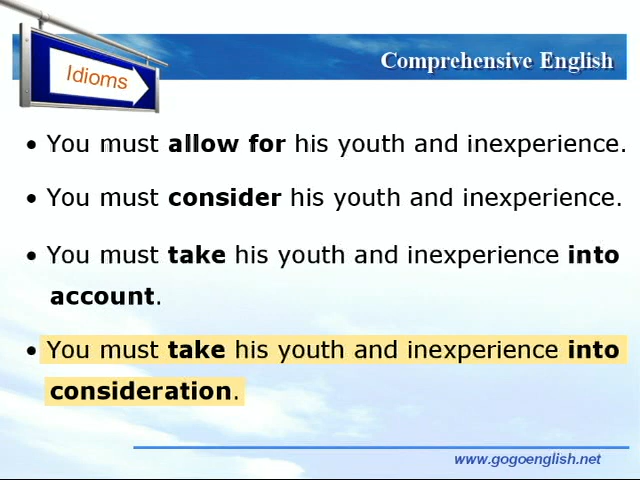 Idioms
Comprehensive English
• You must allow for his youth and inexperience.
• You must consider his youth and inexperience.
• You must take his youth and inexperience into
account.
• You must take his youth and inexperience into
consideration.
www.gogoenglish.net